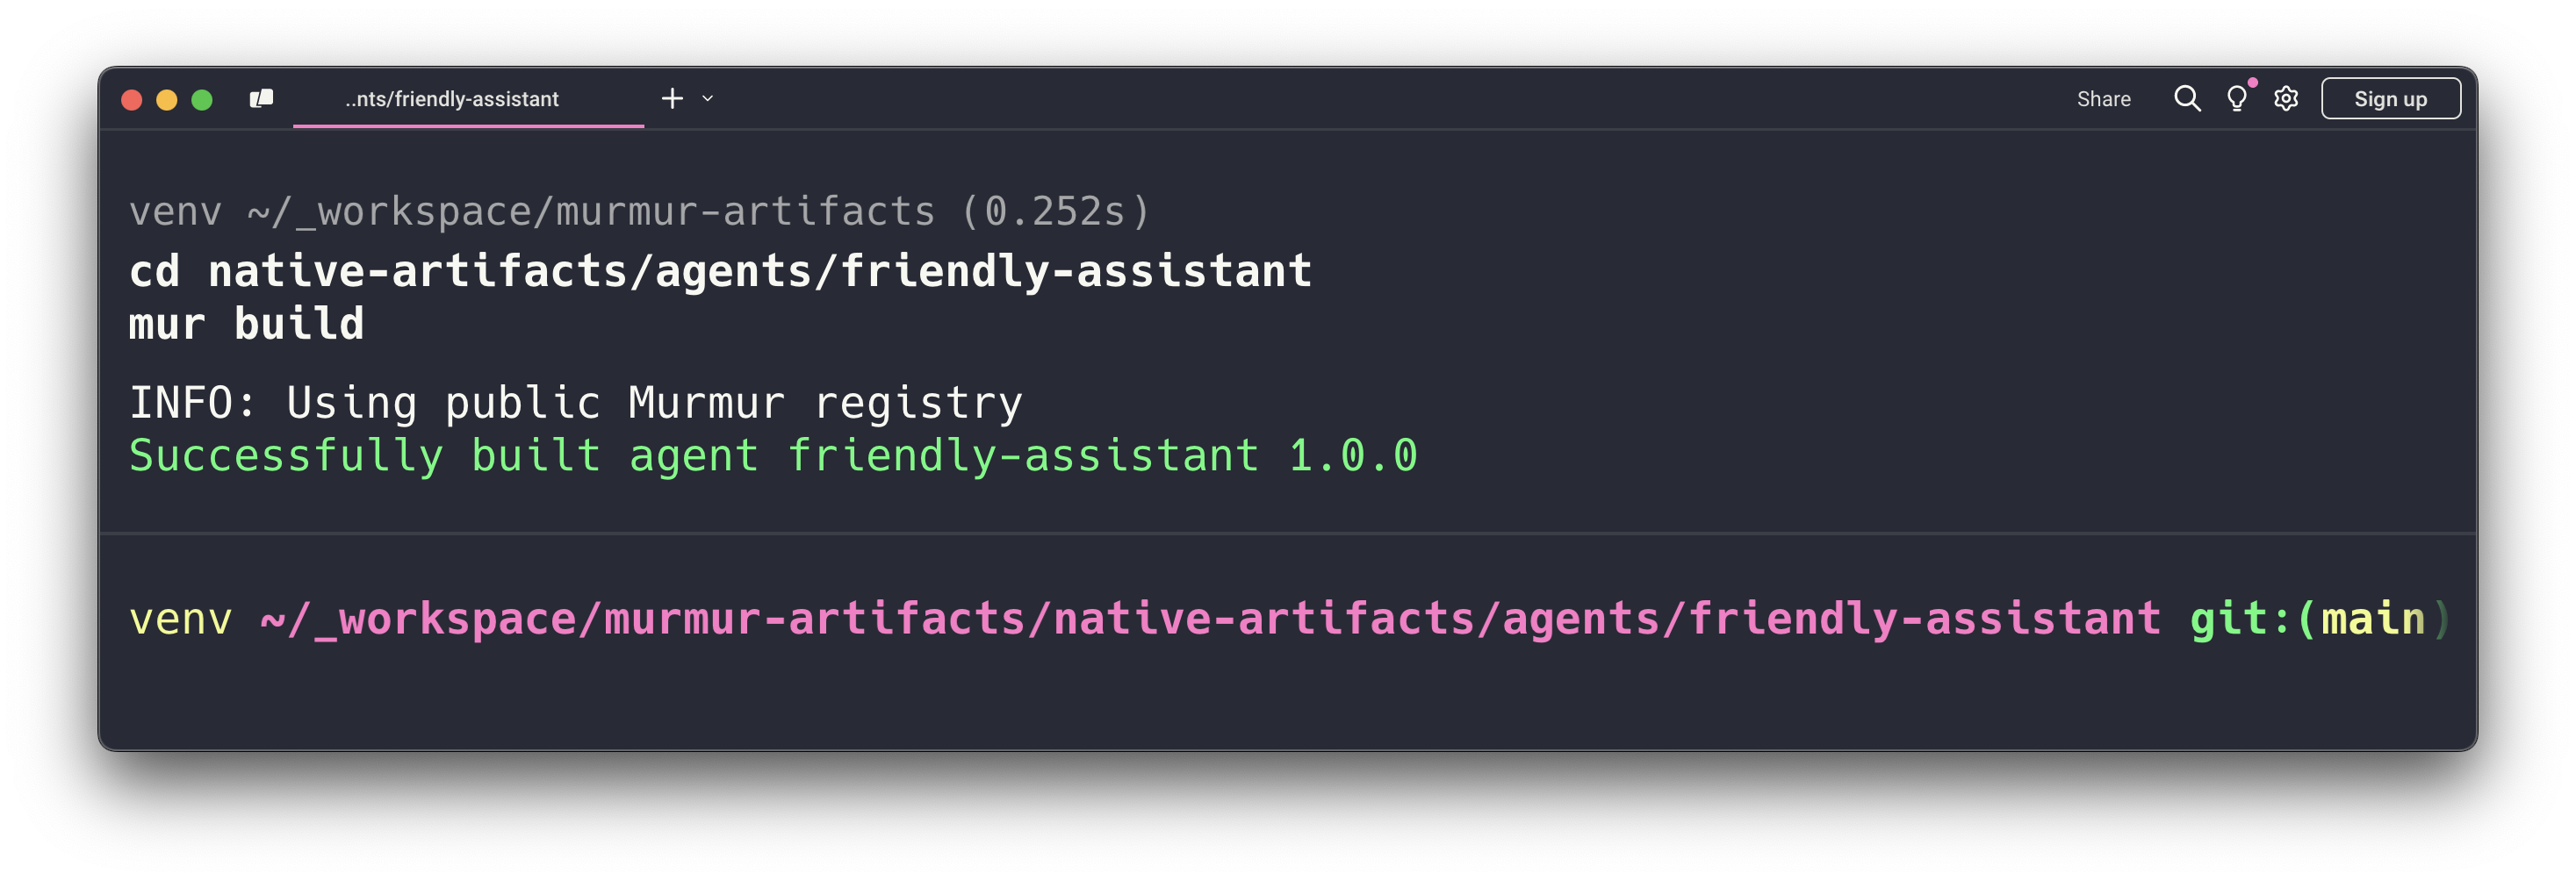 ..nts/friendly-assistant
Share
Sign up
venv ~/_workspace/murmur-artifacts (0.252s)
cd native-artifacts/agents/friendly-assistant
mur build
INFO: Using public Murmur registry
Successfully built agent friendly-assistant 1.0.0
venv ~/_workspace/murmur-artifacts/native-artifacts/agents/friendly-assistant git:(main)